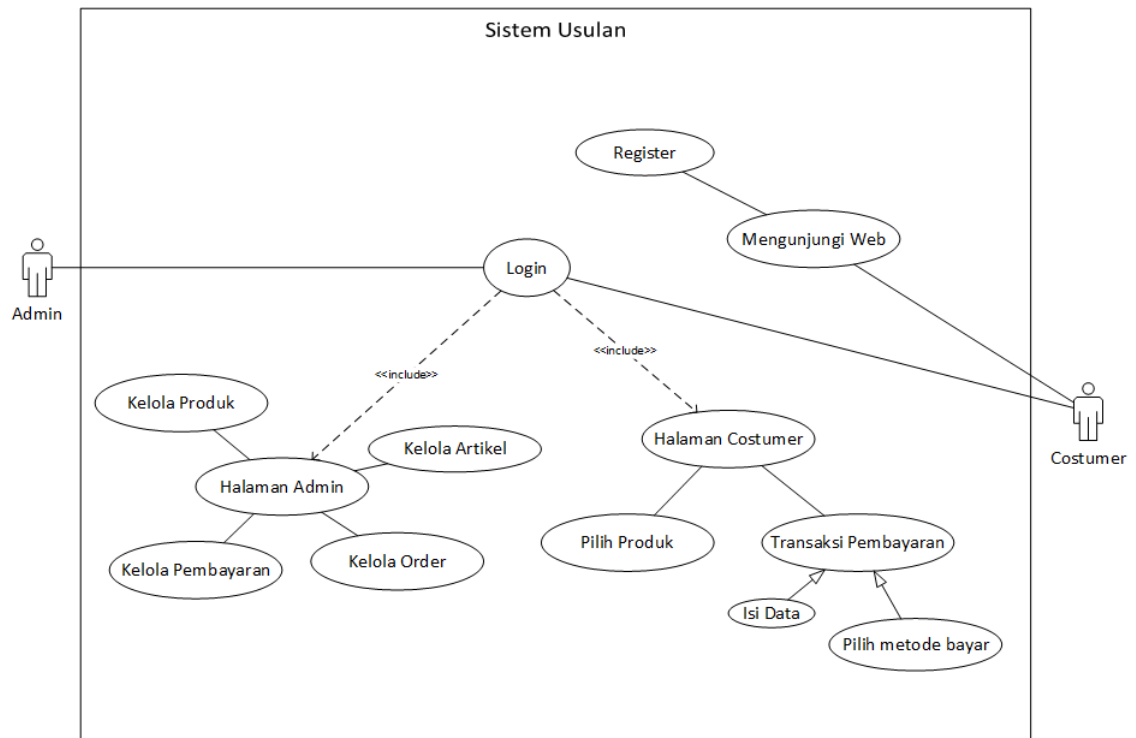 Sistem Usulan
Register
Mengunjungi Web
Login
Admin
<<include>>
<<include>>
Kelola Produk
Kelola Artikel
Halaman Costumer
Costumer
Halaman Admin
Kelola Pembayaran
Kelola Order
Pilih Produk
Transaksi Pembayaran
Isi Data
Pilih metode bayar